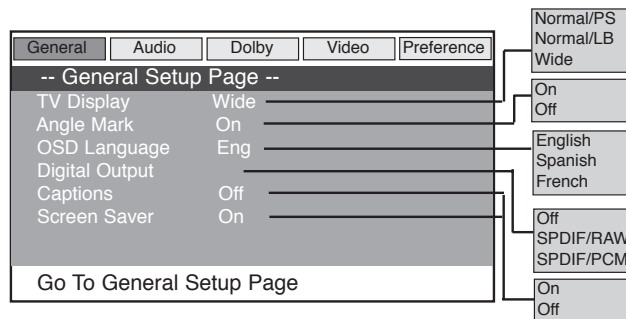 General Audio Dolby Video Preference
-- General Setup Page --
TV Display Wide
Angle Mark On
OSD Language Eng
Digital Output
Captions Off
Screen Saver On
Go To General Setup Page
Normal/PS
Normal/LB
Wide
On
Off
English
Spanish
French
Off
SPDIF/RAW
SPDIF/PCM
On
Off